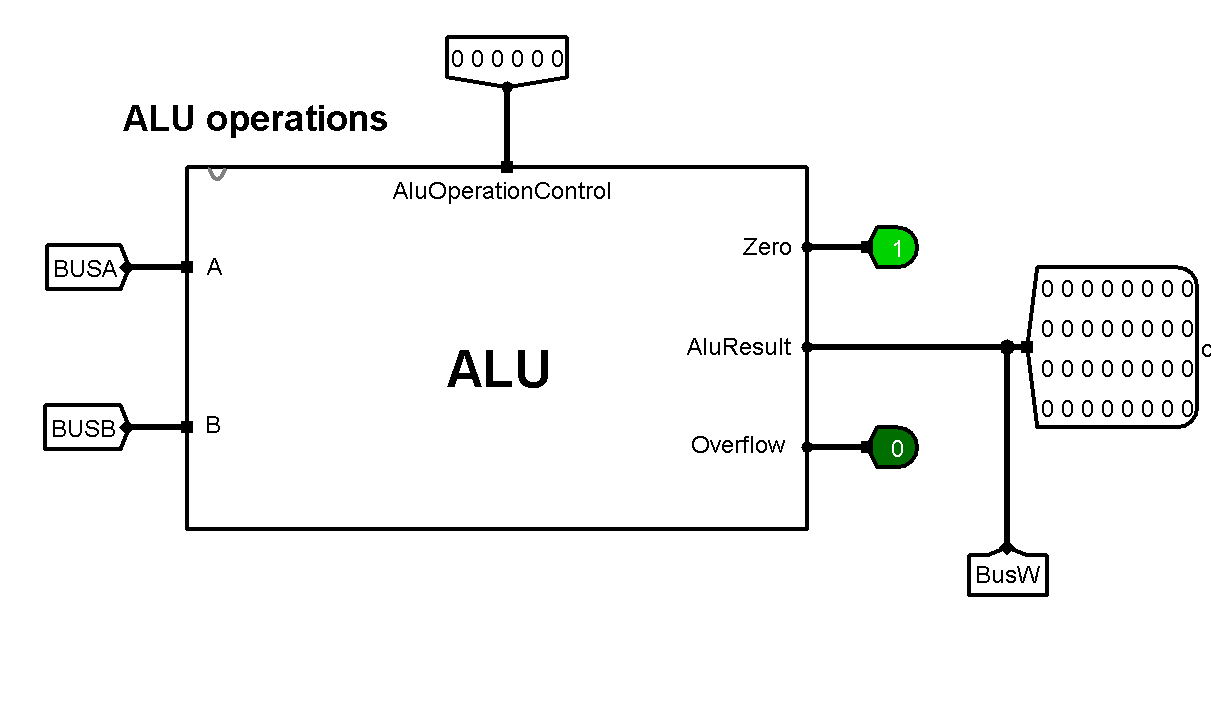 0 0 0 0 0 0
ALU operations
AluOperationControl
BUSA
A
Zero
1
0 0 0 0 0 0 0 0
0 0 0 0 0 0 0 0
0 0 0 0 0 0 0 0
0 0 0 0 0 0 0 0
AluResult
ALU
BUSB
B
Overflow
0
BusW